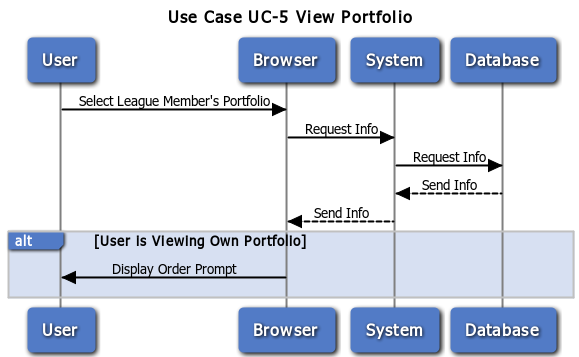 Use Case UC-5 View Portfolio
User Browser System Database
Select League Member's Portfolio
Request Info
Request Info
Send Info
Send Info
alt [User is Viewing Own Portfolio]
Display Order Prompt
User Browser System Database